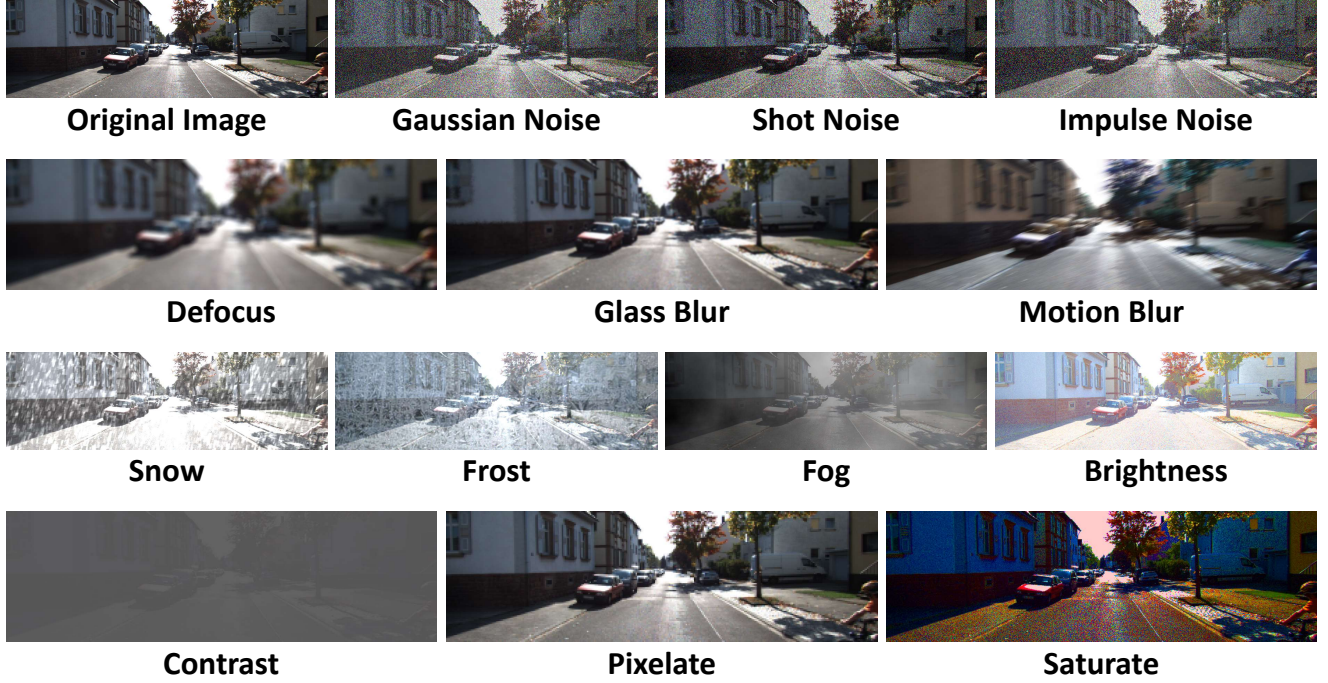 Original Image
Gaussian Noise
Shot Noise
Impulse Noise
Defocus
Glass Blur
Motion Blur
Snow
Frost
Fog
Brightness
Contrast
Pixelate
Saturate